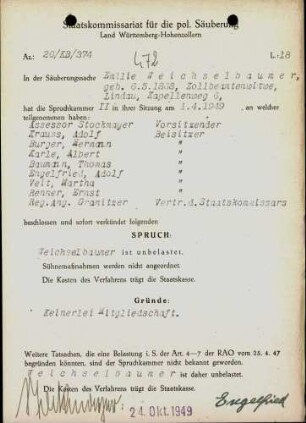 Staatskommissariat für die pol. Säuberung
Land Württemberg-Hohenzollern
Az: 20/KB/374
472
L-18
In der Säuberungssache Emilie Weichselbaumer,
geb. 6.5.1868, Zollbeamtenwitwe,
Lindau, Kapellenweg 6,
hat die Spruchkammer II in ihrer Sitzung am 1.4.1949, an welcher
teilgenommen haben:
Assessor Stockmayer Vorsitzender
Krauss, Adolf Beisitzer
Burger, Hermann "
Karle, Albert "
Baumann, Thomas "
Engelfried, Adolf "
Veit, Martha "
Renner, Ernst "
Reg.Ang. Granitzer Vertr.d.Staatskommissars
beschlossen und sofort verkündet folgenden
SPRUCH:
Weichselbaumer ist unbelastet.
Sühnemaßnahmen werden nicht angeordnet.
Die Kosten des Verfahrens trägt die Staatskasse.
Gründe:
Keinerlei Mitgliedschaft.
Weitere Tatsachen, die eine Belastung i. S. der Art. 4—7 der RAO vom 25. 4. 47
begründen könnten, sind der Spruchkammer nicht bekannt geworden.
Weichselbaumer ist daher unbelastet.
Die Kosten des Verfahrens trägt die Staatskasse.
24. Okt. 1949
Engelfried